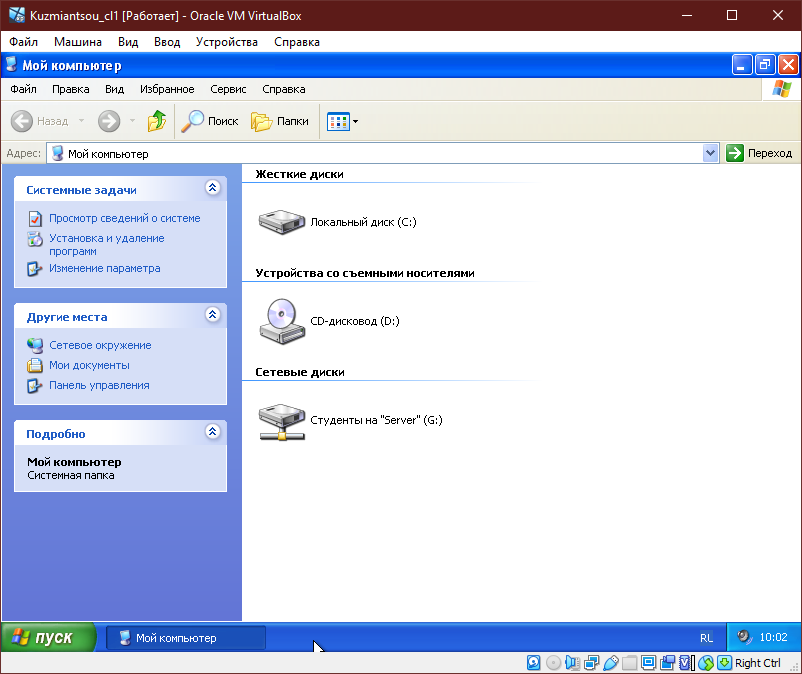 Kuzmiantsou_cl1 [Работает] - Oracle VM VirtualBox
Файл Машина Вид Ввод Устройства Справка
Мой компьютер
Файл Правка Вид Избранное Сервис Справка
Назад Поиск Папки
Адрес: Мой компьютер Переход
Системные задачи
Просмотр сведений о системе
Установка и удаление
программ
Изменение параметра
Другие места
Сетевое окружение
Мои документы
Панель управления
Подробно
Мой компьютер
Системная папка
Жесткие диски
Локальный диск (C:)
Устройства со съемными носителями
CD-дисковод (D:)
Сетевые диски
Студенты на "Server" (G:)
пуск Мой компьютер RL 10:02
Right Ctrl